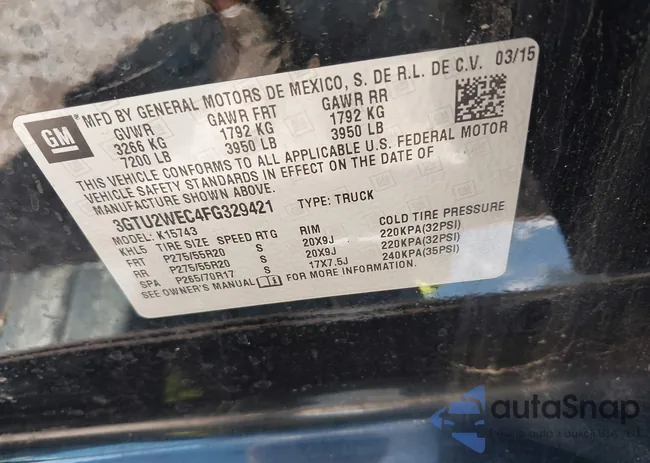 MFD BY GENERAL MOTORS DE MEXICO, S. DE R.L. DE C.V. 03/15
GM
GVWR GAWR FRT GAWR RR
3266 KG 1792 KG 1792 KG
7200 LB 3950 LB 3950 LB
THIS VEHICLE CONFORMS TO ALL APPLICABLE U.S. FEDERAL MOTOR
VEHICLE SAFETY STANDARDS IN EFFECT ON THE DATE OF
MANUFACTURE SHOWN ABOVE.
3GTU2WEC4FG329421 TYPE: TRUCK
MODEL: K15743
KHL5 TIRE SIZE SPEED RTG RIM COLD TIRE PRESSURE
FRT P275/55R20 S 20X9J 220KPA(32PSI)
RR P275/55R20 S 20X9J 220KPA(32PSI)
SPA P265/70R17 S 17X7.5J 240KPA(35PSI)
SEE OWNER'S MANUAL
autaSnap